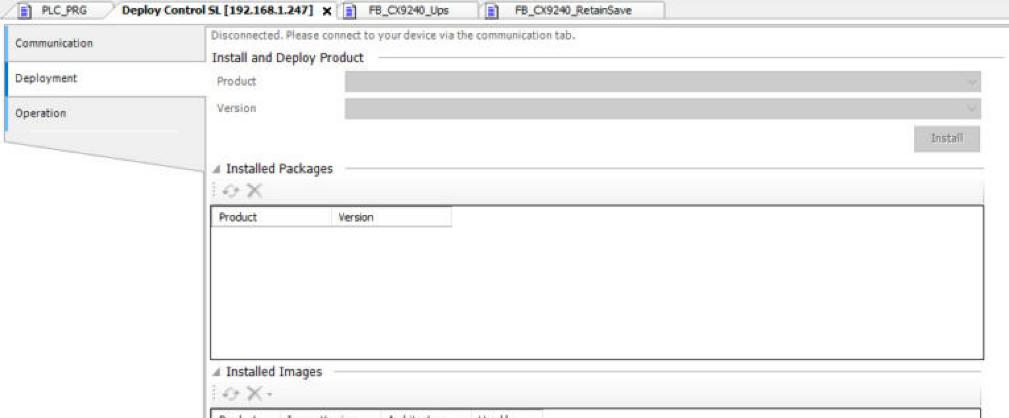 PLC_PRG Deploy Control SL [192.168.1.247] FB_CX9240_Ups FB_CX9240_RetainSave
Communication
Deployment
Operation
Disconnected. Please connect to your device via the communication tab.
Install and Deploy Product
Product
Version
Install
Installed Packages
Product Version
Installed Images